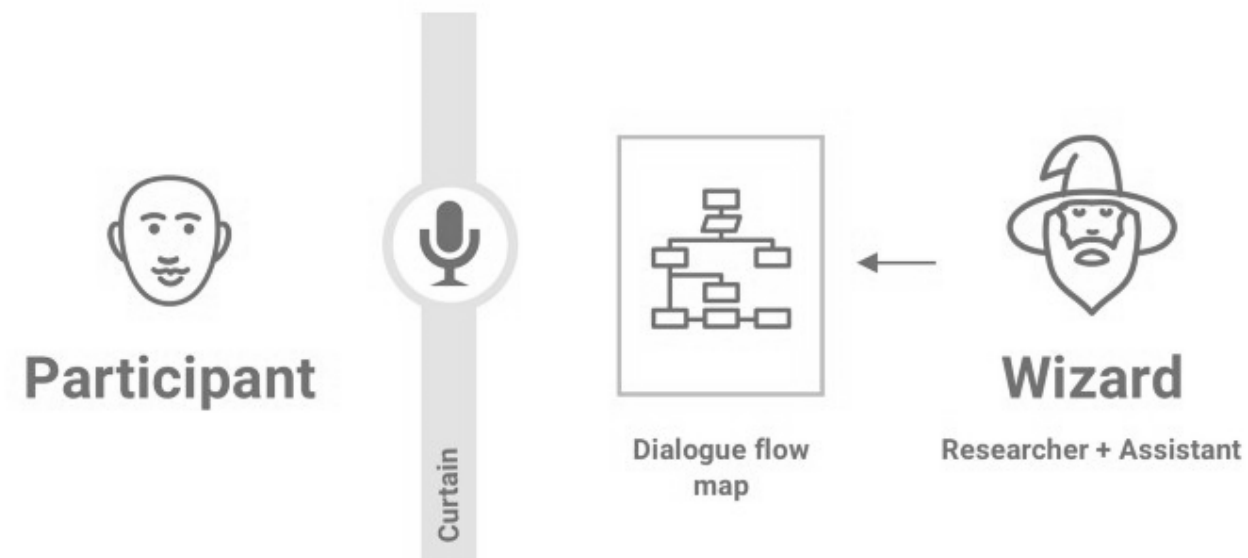 Participant
Curtain
Dialogue flow
map
Wizard
Researcher + Assistant